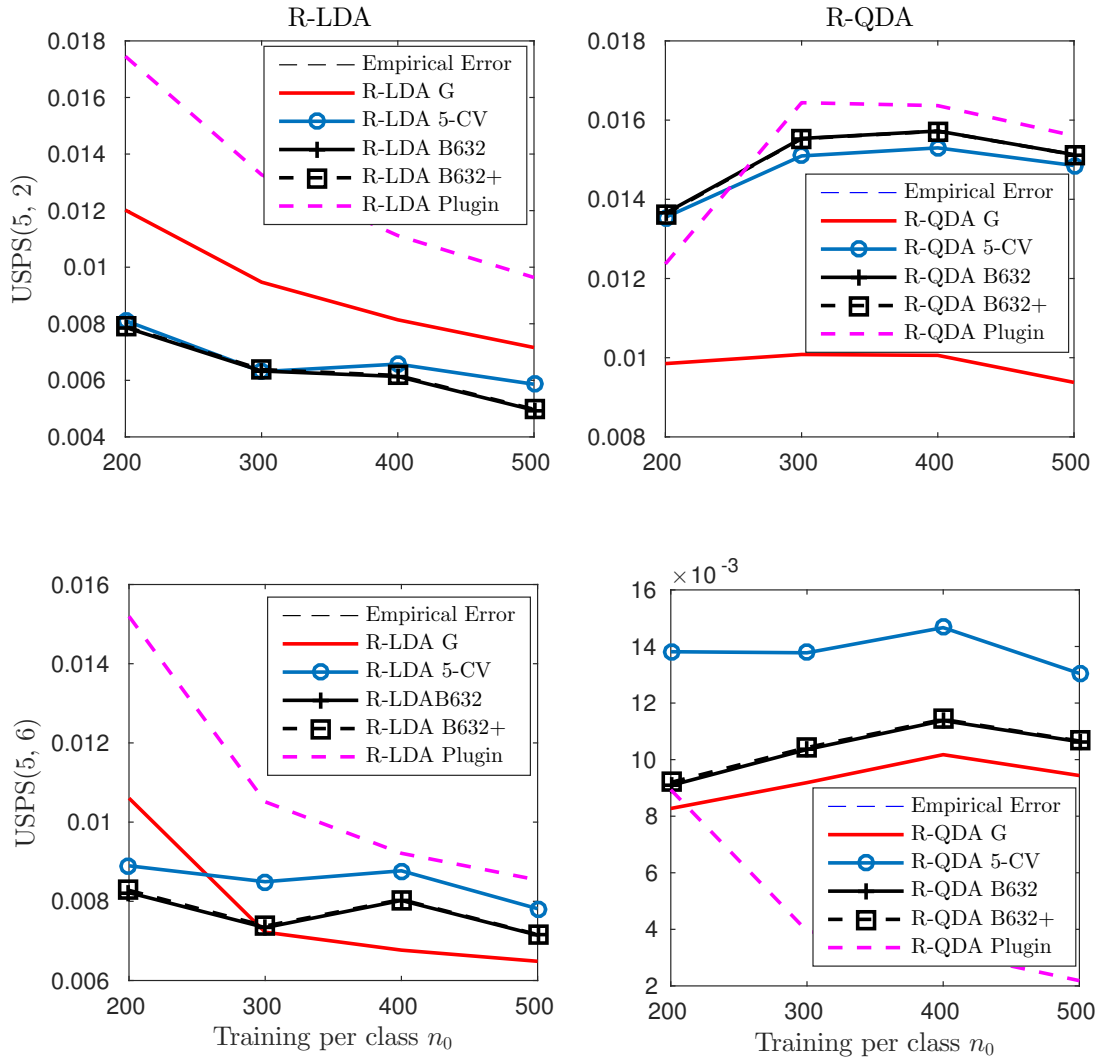 R-LDA
0.018
0.016
0.014
0.012
0.01
0.008
0.006
0.004
USPS(5, 2)
Empirical Error
R-LDA G
R-LDA 5-CV
R-LDA B632
R-LDA B632+
R-LDA Plugin
200 300 400 500
R-QDA
0.018
0.016
0.014
0.012
0.01
0.008
Empirical Error
R-QDA G
R-QDA 5-CV
R-QDA B632
R-QDA B632+
R-QDA Plugin
200 300 400 500
0.016
0.014
0.012
0.01
0.008
0.006
USPS(5, 6)
Empirical Error
R-LDA G
R-LDA 5-CV
R-LDAB632
R-LDA B632+
R-LDA Plugin
200 300 400 500
Training per class n₀
×10⁻³
16
14
12
10
8
6
4
2
Empirical Error
R-QDA G
R-QDA 5-CV
R-QDA B632
R-QDA B632+
R-QDA Plugin
200 300 400 500
Training per class n₀